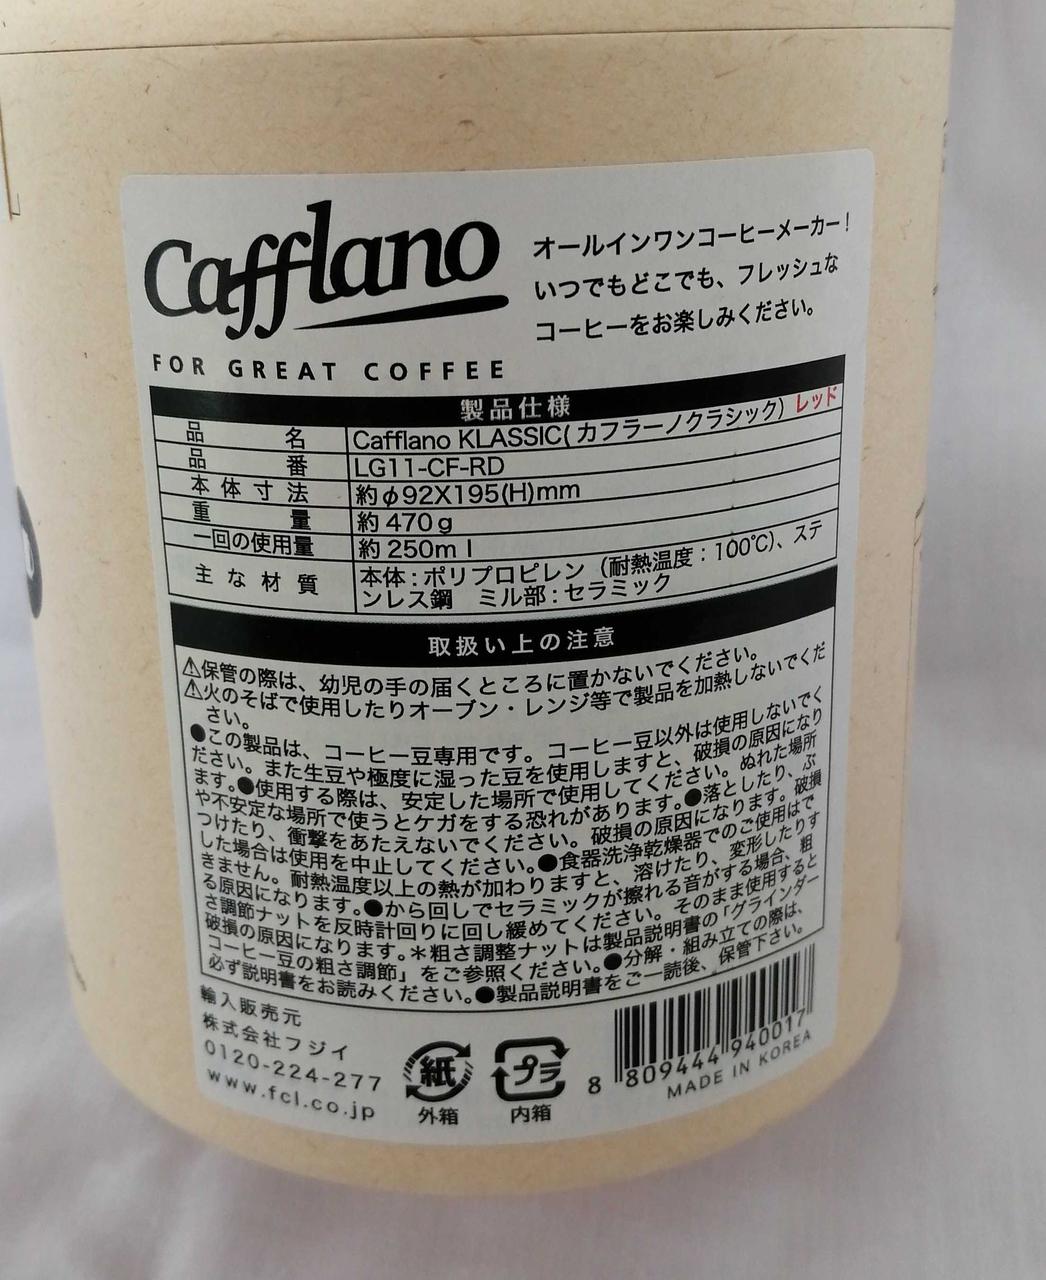 Cafflano
FOR GREAT COFFEE
オールインワンコーヒーメーカー！
いつでもどこでも、フレッシュな
コーヒーをお楽しみください。
製品仕様
品名 Cafflano KLASSIC(カフラーノクラシック) レッド
品番 LG11-CF-RD
本体寸法 約φ92X195(H)mm
重量 約470g
一回の使用量 約250ml
主な材質 本体:ポリプロピレン（耐熱温度：100℃）、ステ
ンレス鋼 ミル部:セラミック
取扱い上の注意
⚠保管の際は、幼児の手の届くところに置かないでください。
⚠火のそばで使用したりオーブン・レンジ等で製品を加熱しないでくだ
さい。
●この製品は、コーヒー豆専用です。コーヒー豆以外は使用しないでく
ださい。また生豆や極度に湿った豆を使用しますと、破損の原因になり
ます。●使用する際は、安定した場所で使用してください。ぬれた場所
や不安定な場所で使うとケガをする恐れがあります。●落としたり、ぶ
つけたり、衝撃をあたえないでください。破損の原因になります。破損
した場合は使用を中止してください。●食器洗浄乾燥器でのご使用はで
きません。耐熱温度以上の熱が加わりますと、溶けたり、変形したりす
る原因になります。●から回しでセラミックが擦れる音がする場合、粗
さ調節ナットを反時計回りに回し緩めてください。そのまま使用すると
破損の原因になります。＊粗さ調整ナットは製品説明書の「グラインダー
コーヒー豆の粗さ調節」をご参照ください。●分解・組み立ての際は、
必ず説明書をお読みください。●製品説明書をご一読後、保管下さい。
輸入販売元
株式会社フジイ
0120-224-277
www.fcl.co.jp
紙
外箱
プラ
内箱
8 809444 940017
MADE IN KOREA